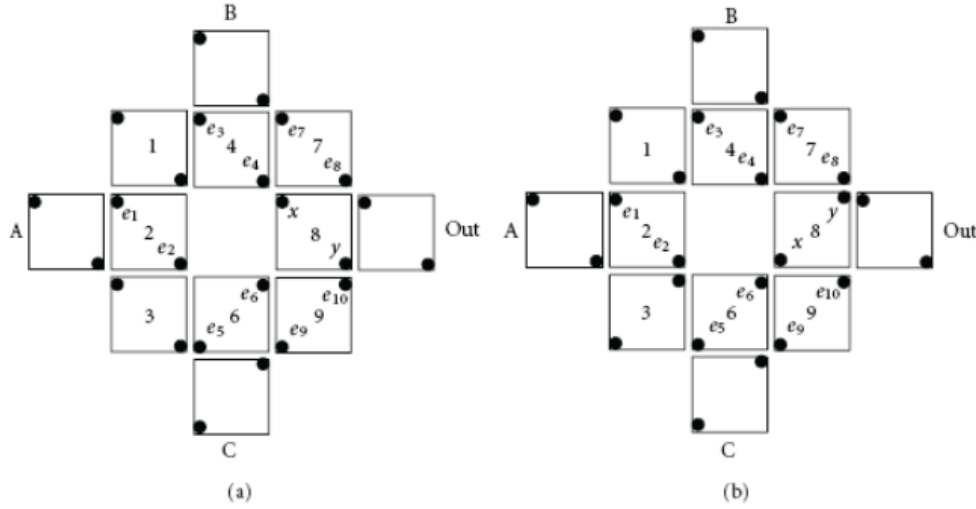 B B
1 e3 4 e4 e7 7 e8 1 e3 4 e4 e7 7 e8
A e1 2 e2 x 8 y Out A e1 2 e2 x 8 y Out
3 e5 6 e6 e9 9 e10 3 e5 6 e6 e9 9 e10
C C
(a) (b)